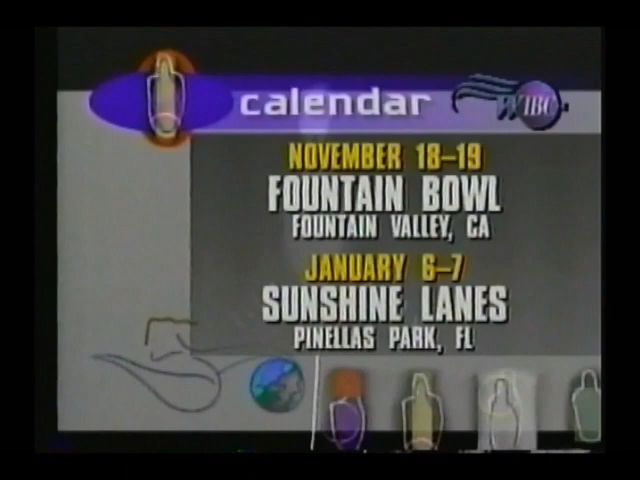 calendar
WIBC
NOVEMBER 18–19
FOUNTAIN BOWL
FOUNTAIN VALLEY, CA
JANUARY 6–7
SUNSHINE LANES
PINELLAS PARK, FL